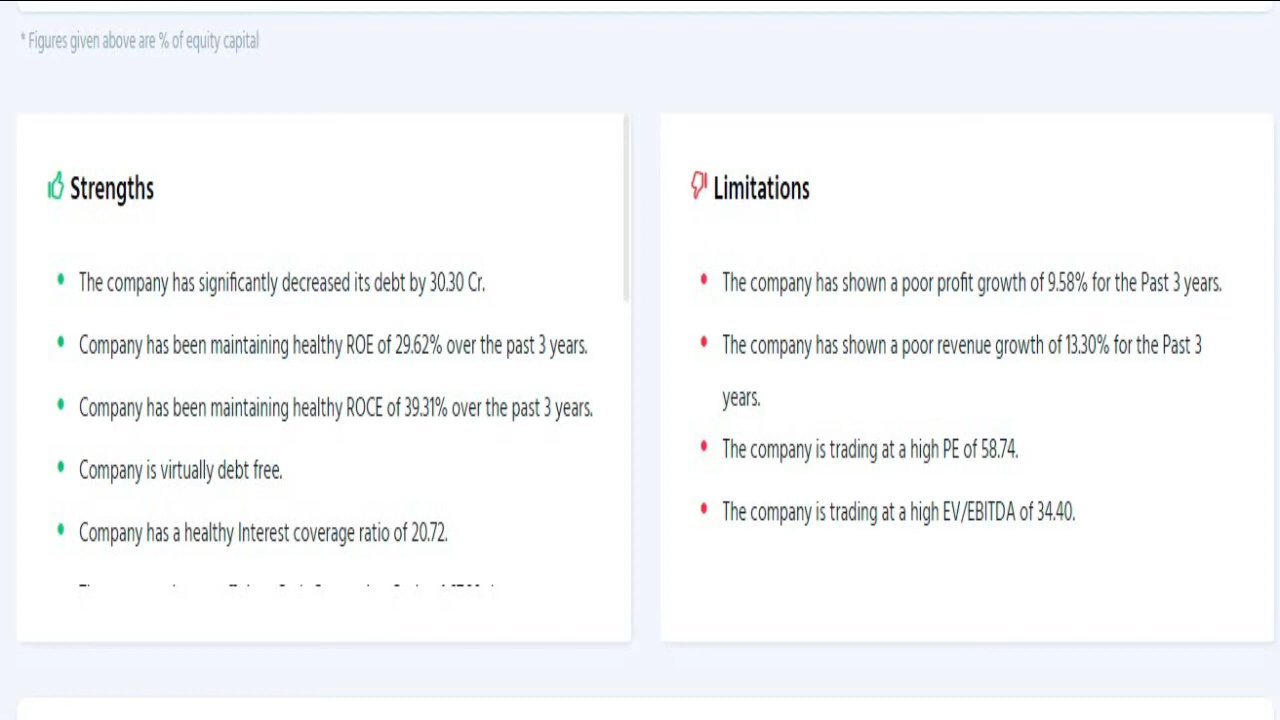 * Figures given above are % of equity capital
Strengths
The company has significantly decreased its debt by 30.30 Cr.
Company has been maintaining healthy ROE of 29.62% over the past 3 years.
Company has been maintaining healthy ROCE of 39.31% over the past 3 years.
Company is virtually debt free.
Company has a healthy Interest coverage ratio of 20.72.
Limitations
The company has shown a poor profit growth of 9.58% for the Past 3 years.
The company has shown a poor revenue growth of 13.30% for the Past 3
years.
The company is trading at a high PE of 58.74.
The company is trading at a high EV/EBITDA of 34.40.